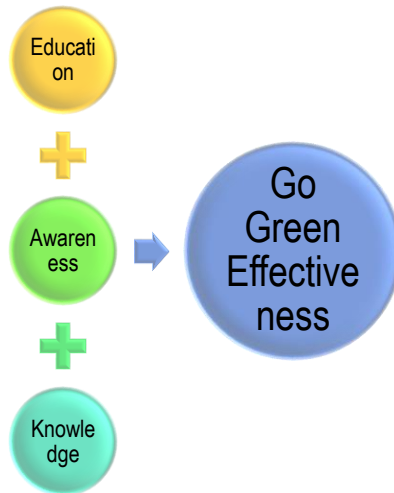 Educati
on
Awaren
ess
Knowle
dge
Go
Green
Effective
ness